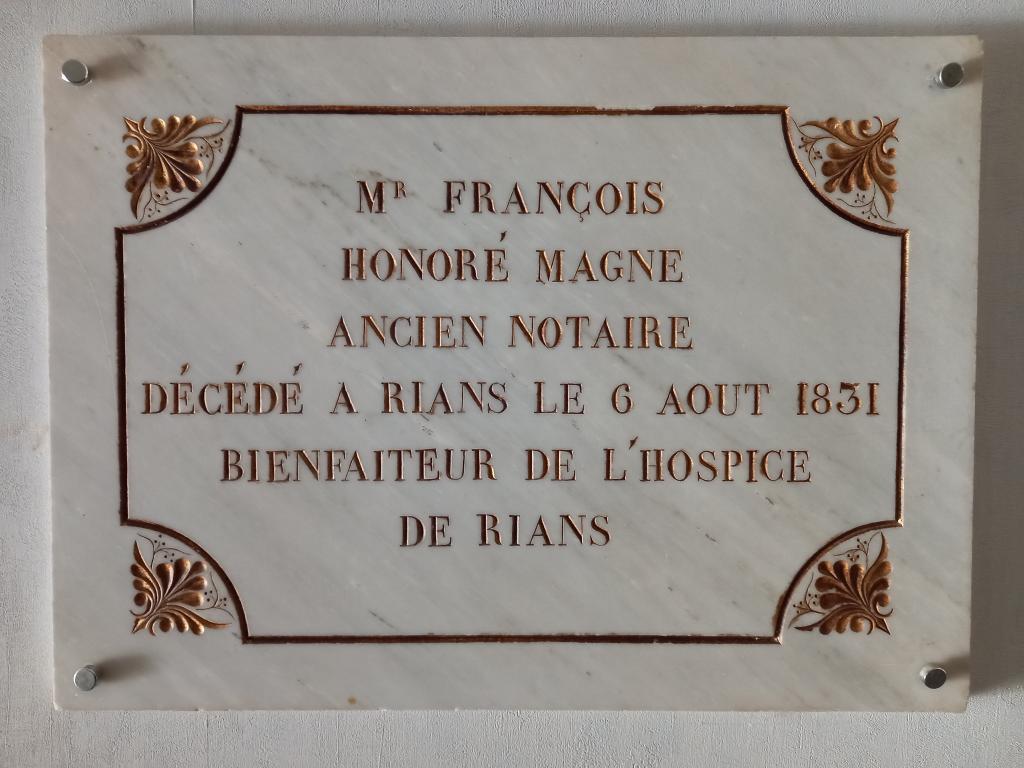 Mʳ FRANÇOIS
HONORÉ MAGNE
ANCIEN NOTAIRE
DÉCÉDÉ A RIANS LE 6 AOUT 1831
BIENFAITEUR DE L'HOSPICE
DE RIANS